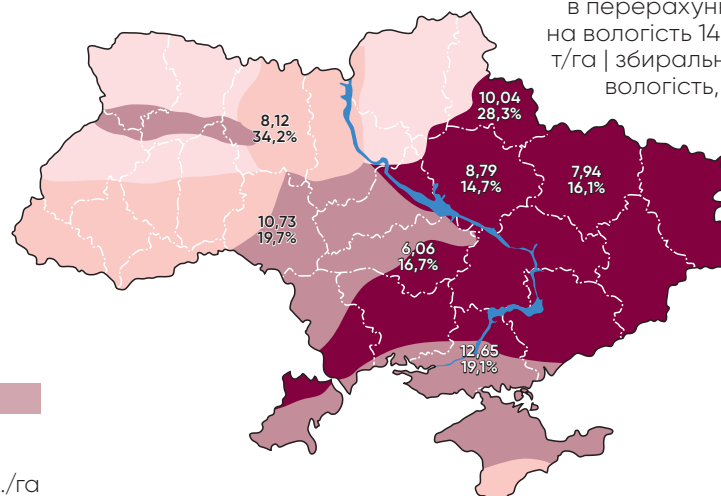 в перерахунк
на вологість 14
т/га | збиральн
вологість,
10,04
28,3%
8,12
34,2%
8,79
14,7%
7,94
16,1%
10,73
19,7%
6,06
16,7%
12,65
19,1%
./га